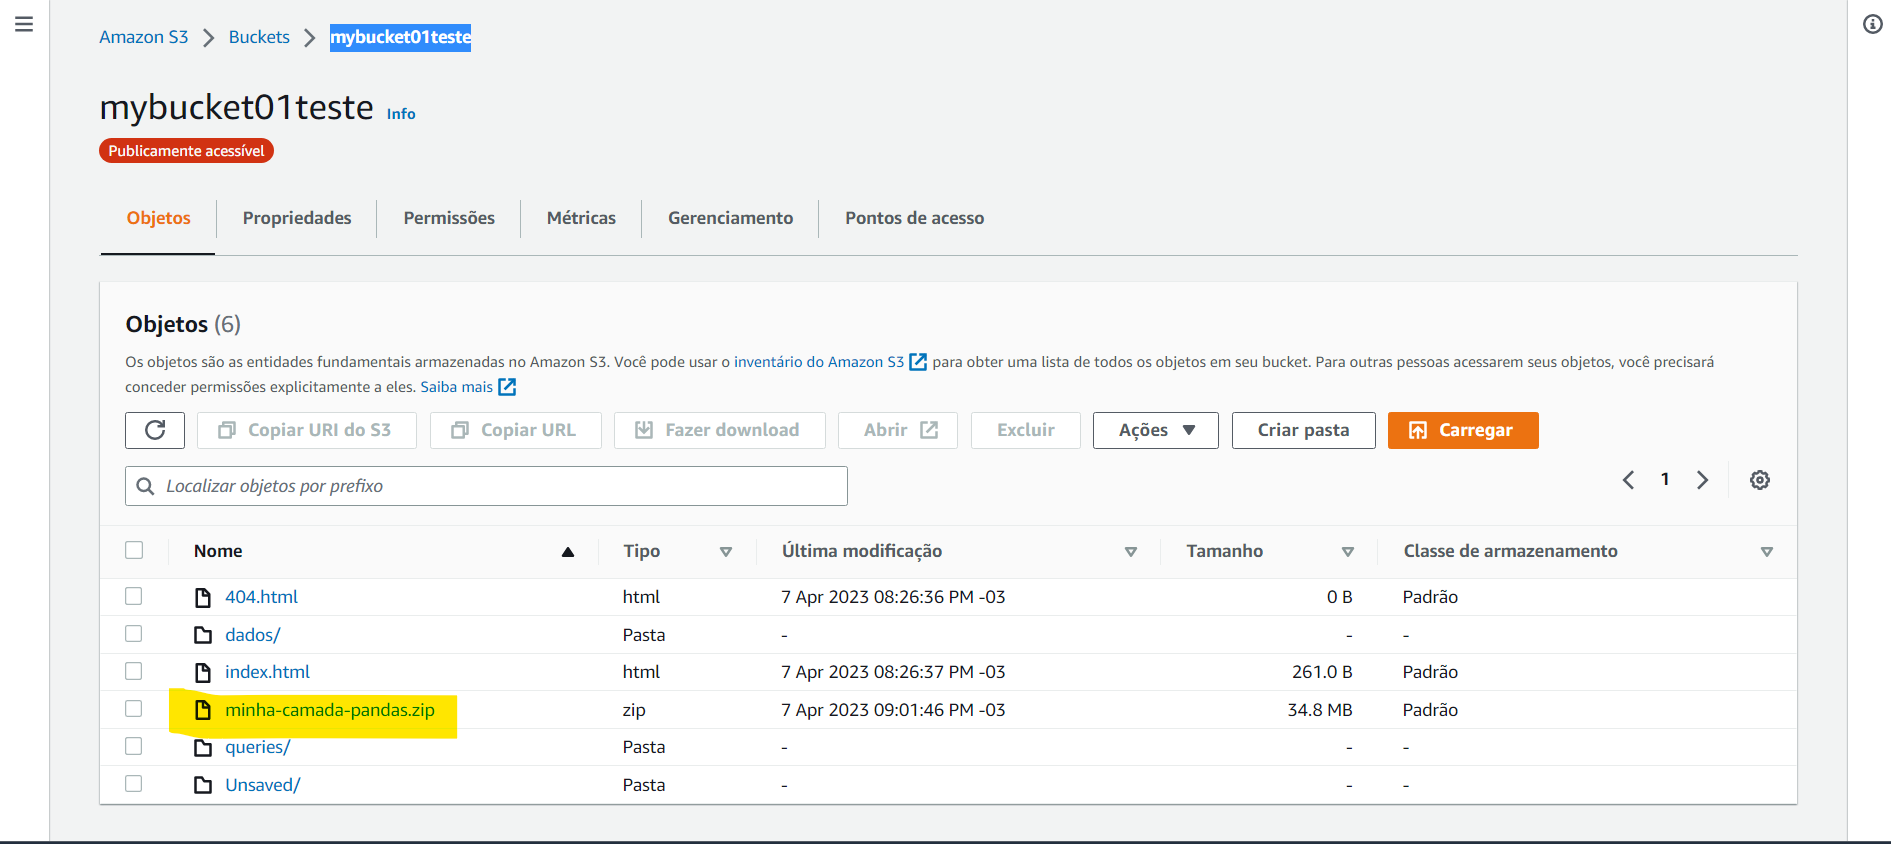 Amazon S3 > Buckets > mybucket01teste
mybucket01teste Info
Publicamente acessível
Objetos Propriedades Permissões Métricas Gerenciamento Pontos de acesso
Objetos (6)
Os objetos são as entidades fundamentais armazenadas no Amazon S3. Você pode usar o inventário do Amazon S3 para obter uma lista de todos os objetos em seu bucket. Para outras pessoas acessarem seus objetos, você precisará
conceder permissões explicitamente a eles. Saiba mais
Copiar URI do S3 Copiar URL Fazer download Abrir Excluir Ações Criar pasta Carregar
Localizar objetos por prefixo 1
Nome Tipo Última modificação Tamanho Classe de armazenamento
404.html html 7 Apr 2023 08:26:36 PM -03 0 B Padrão
dados/ Pasta - - -
index.html html 7 Apr 2023 08:26:37 PM -03 261.0 B Padrão
minha-camada-pandas.zip zip 7 Apr 2023 09:01:46 PM -03 34.8 MB Padrão
queries/ Pasta - - -
Unsaved/ Pasta - - -